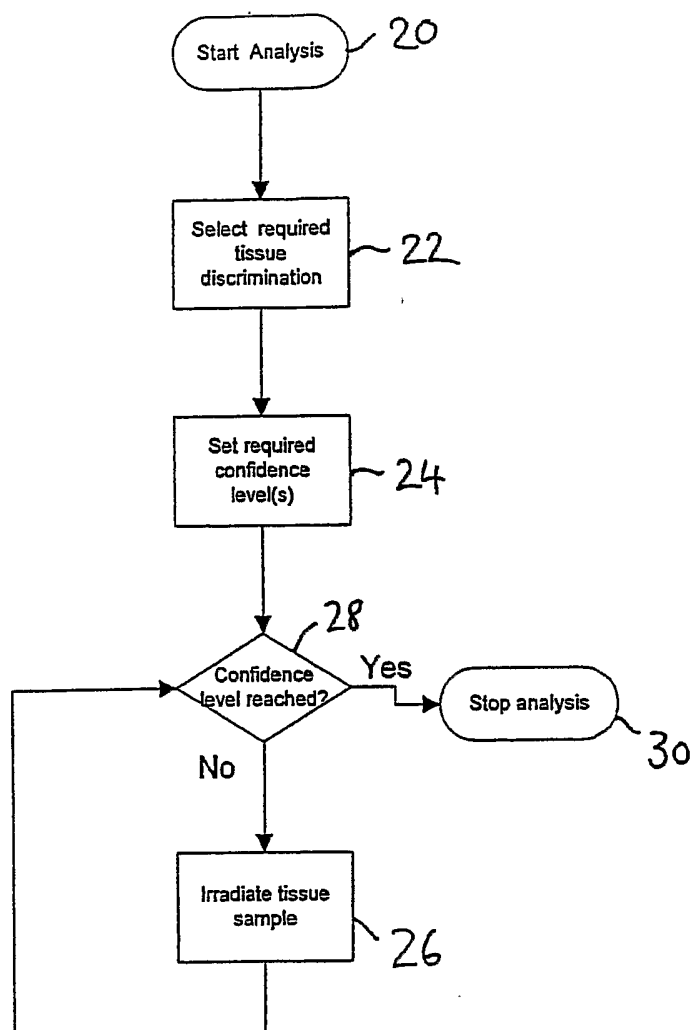 Start Analysis
20
Select required
tissue
discrimination
22
Set required
confidence
level(s)
24
28
Confidence
level reached?
Yes
Stop analysis
30
No
Irradiate tissue
sample
26